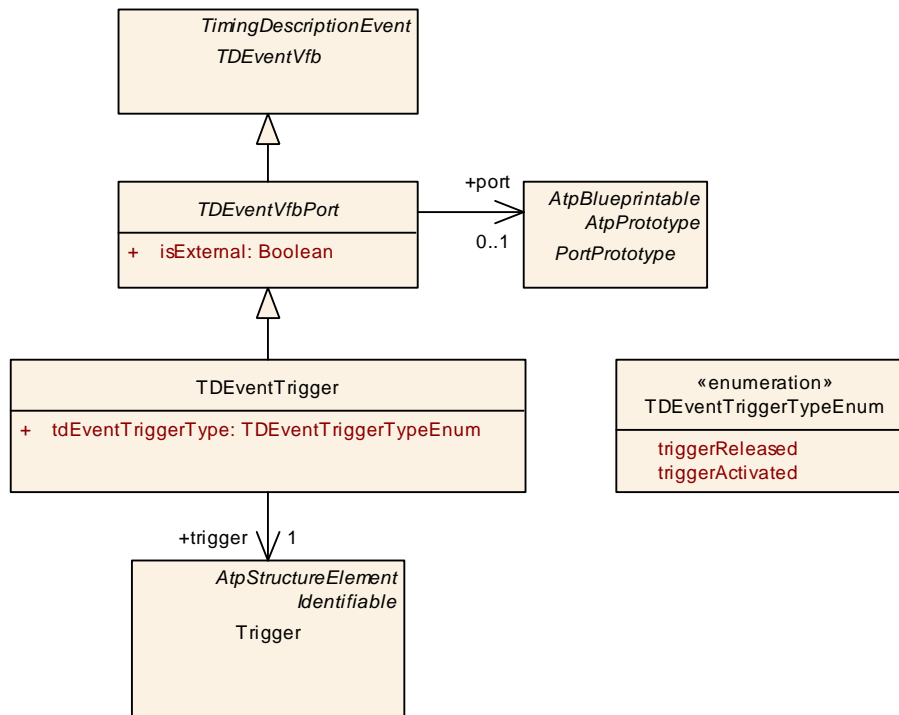 TimingDescriptionEvent
TDEventVfb
TDEventVfbPort
+ isExternal: Boolean
+port
0..1
AtpBlueprintable
AtpPrototype
PortPrototype
TDEventTrigger
+ tdEventTriggerType: TDEventTriggerTypeEnum
«enumeration»
TDEventTriggerTypeEnum
triggerReleased
triggerActivated
+trigger 1
AtpStructureElement
Identifiable
Trigger